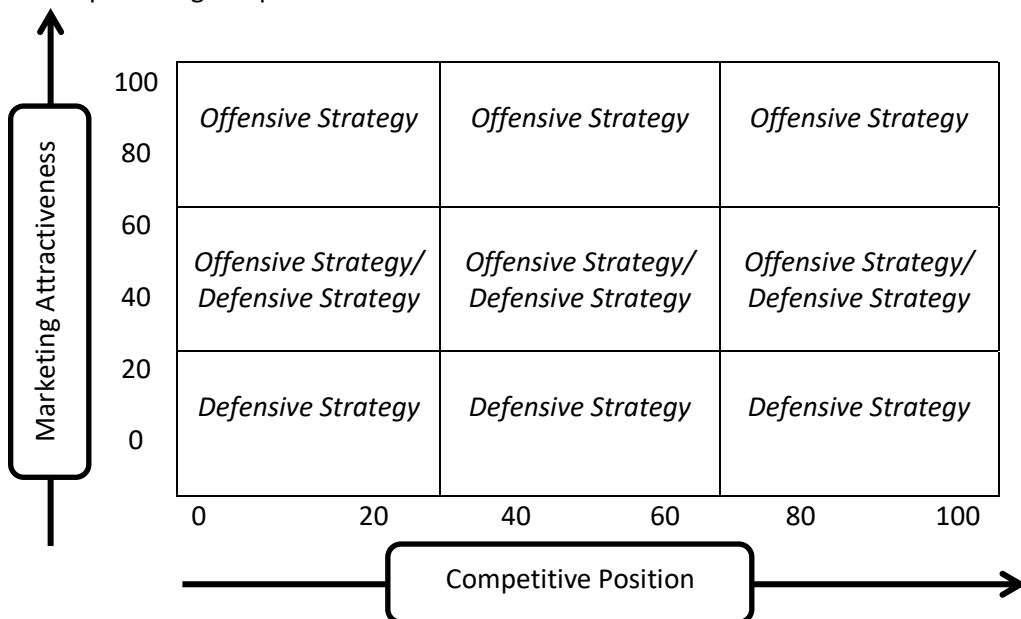 100
Offensive Strategy
Offensive Strategy
Offensive Strategy
80
60
Offensive Strategy/
Defensive Strategy
Offensive Strategy/
Defensive Strategy
Offensive Strategy/
Defensive Strategy
40
20
Defensive Strategy
Defensive Strategy
Defensive Strategy
0
Marketing Attractiveness
0 20 40 60 80 100
Competitive Position